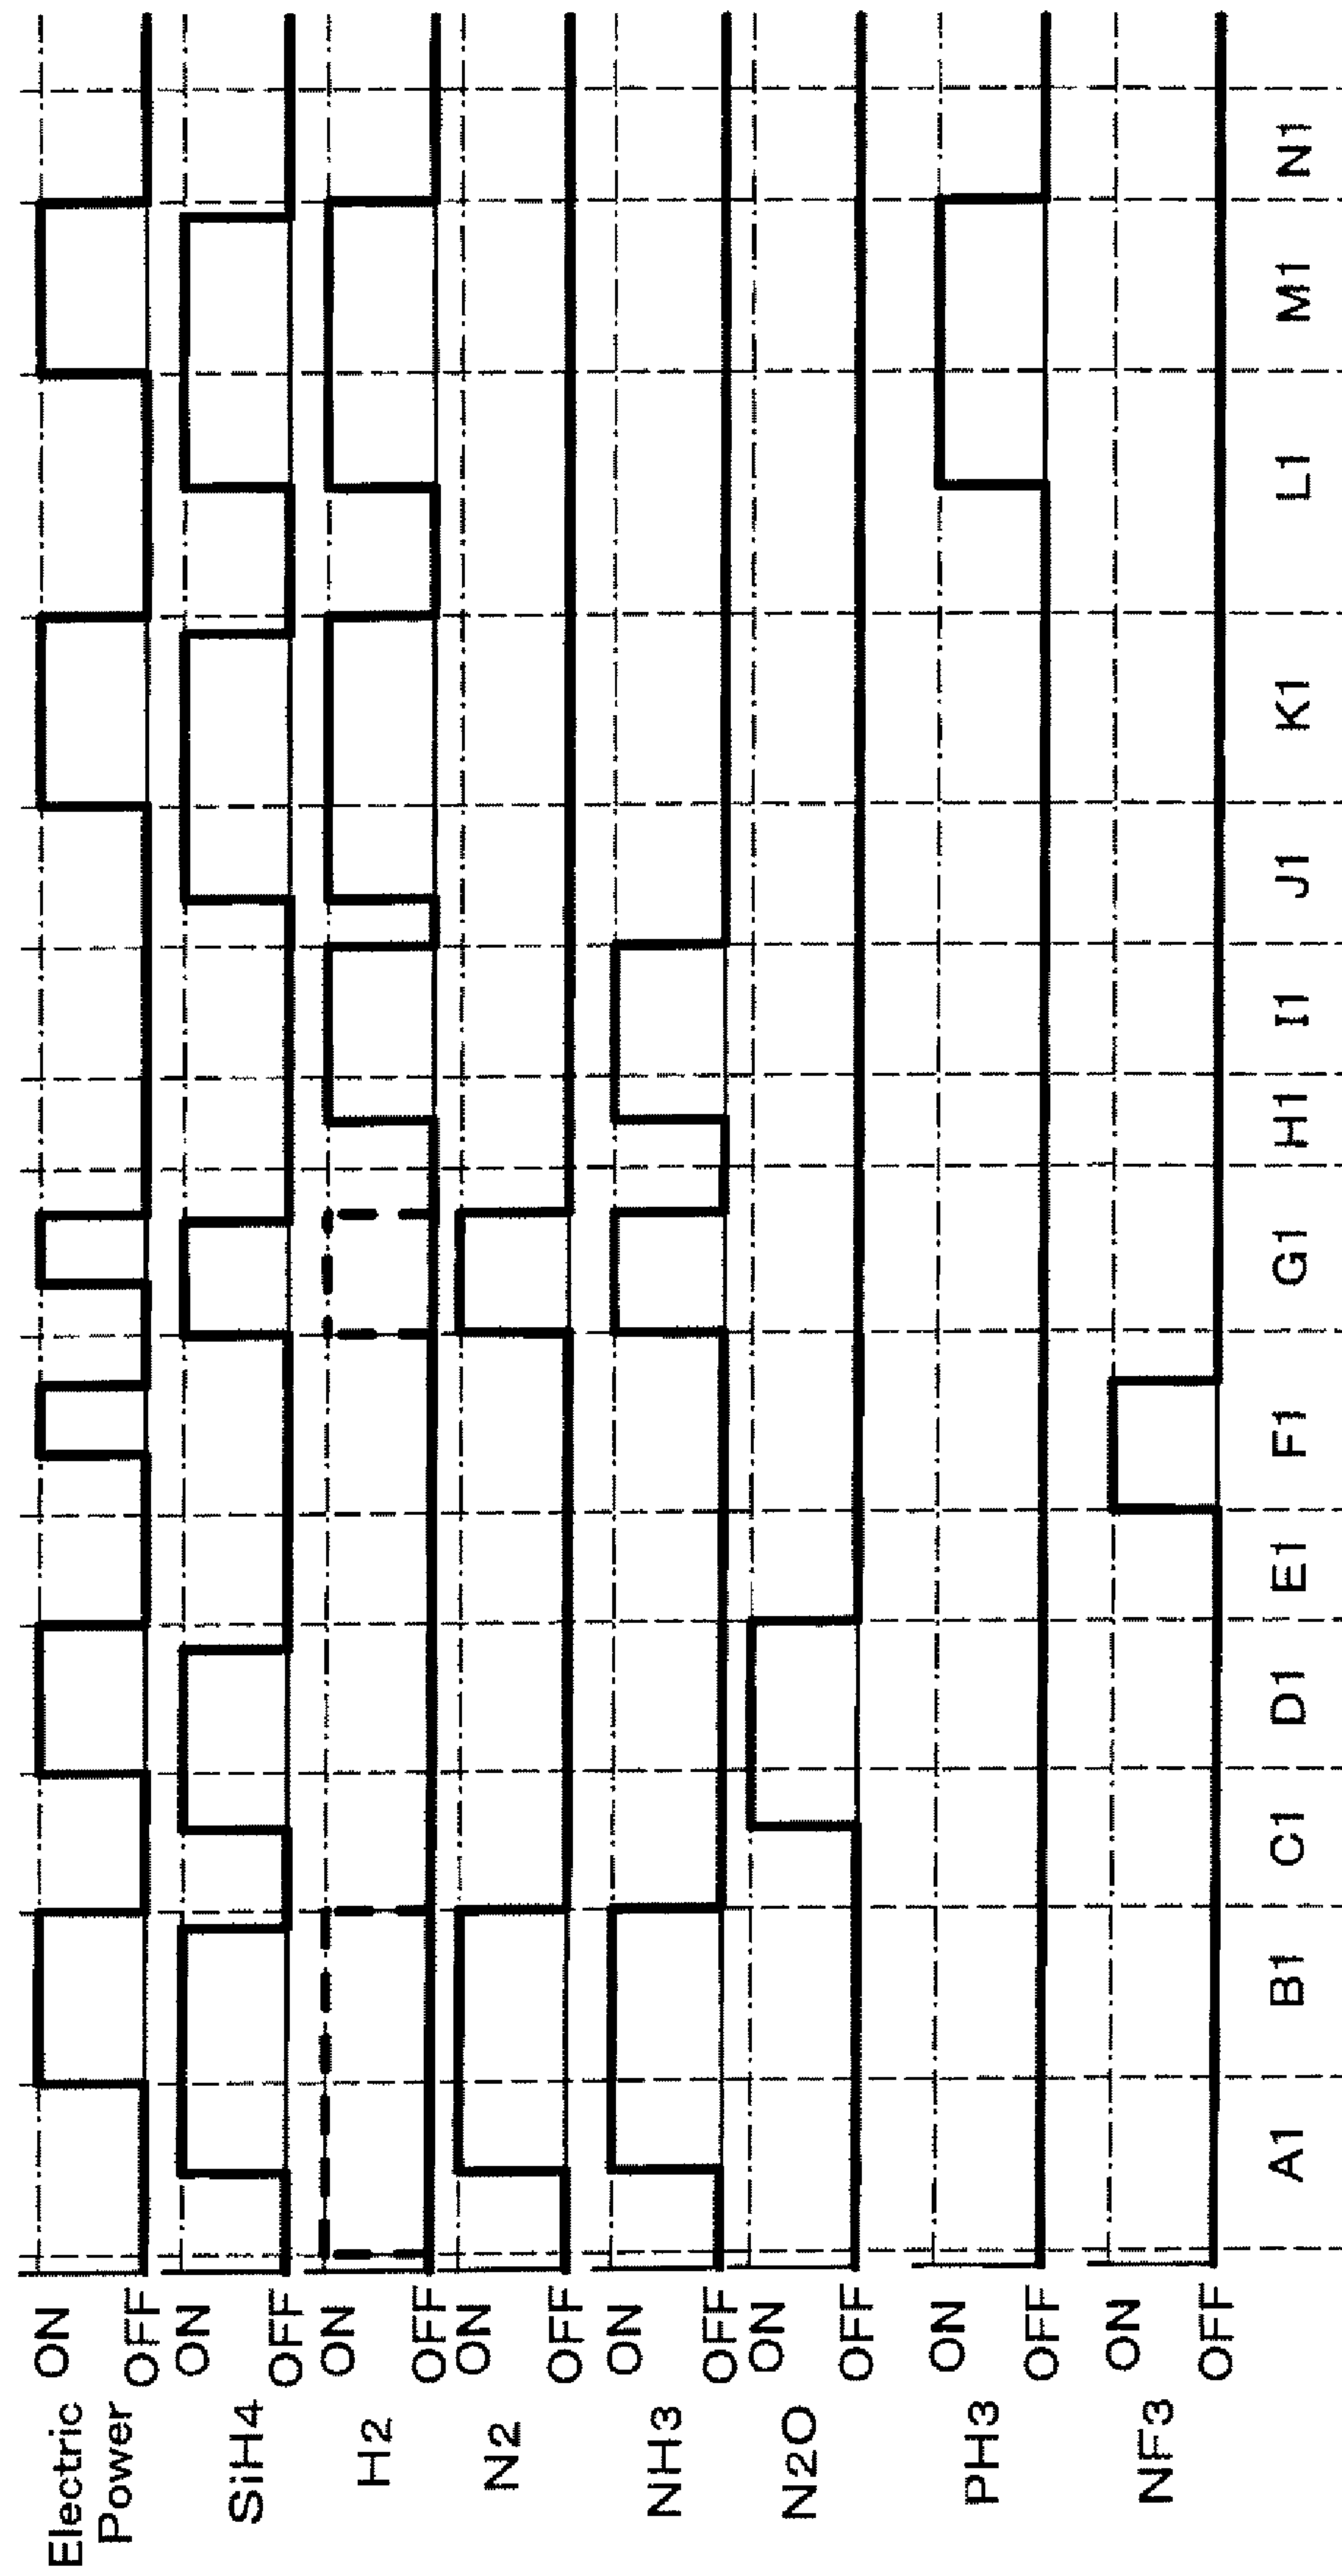 Electric
Power
ON
OFF
SiH4
ON
OFF
H2
ON
OFF
N2
ON
OFF
NH3
ON
OFF
N2O
ON
OFF
PH3
ON
OFF
NF3
ON
OFF
A1 B1 C1 D1 E1 F1 G1 H1 I1 J1 K1 L1 M1 N1